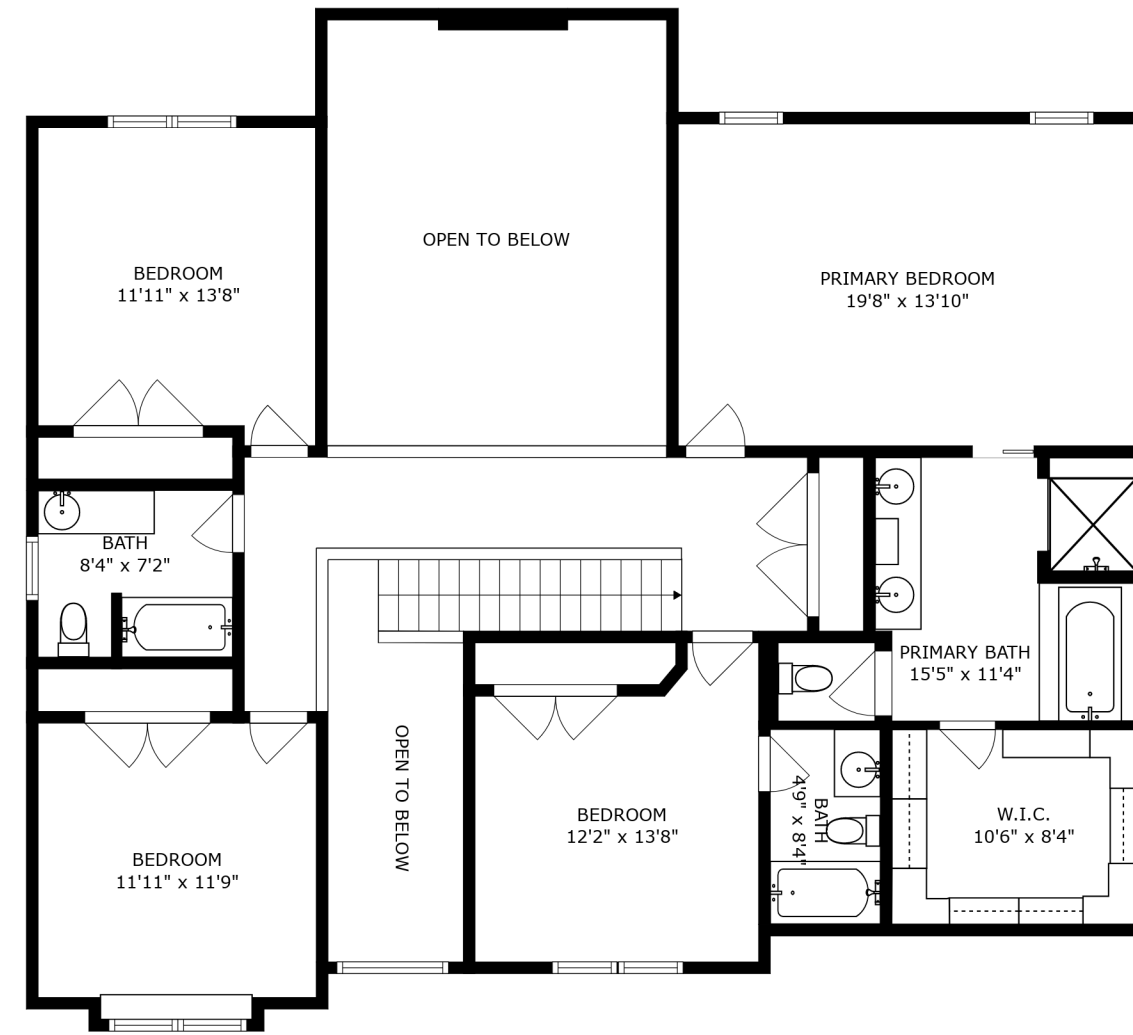 OPEN TO BELOW
BEDROOM
11'11" x 13'8"
PRIMARY BEDROOM
19'8" x 13'10"
BATH
8'4" x 7'2"
PRIMARY BATH
15'5" x 11'4"
OPEN TO BELOW
BEDROOM
12'2" x 13'8"
BATH
4'9" x 8'4"
W.I.C.
10'6" x 8'4"
BEDROOM
11'11" x 11'9"